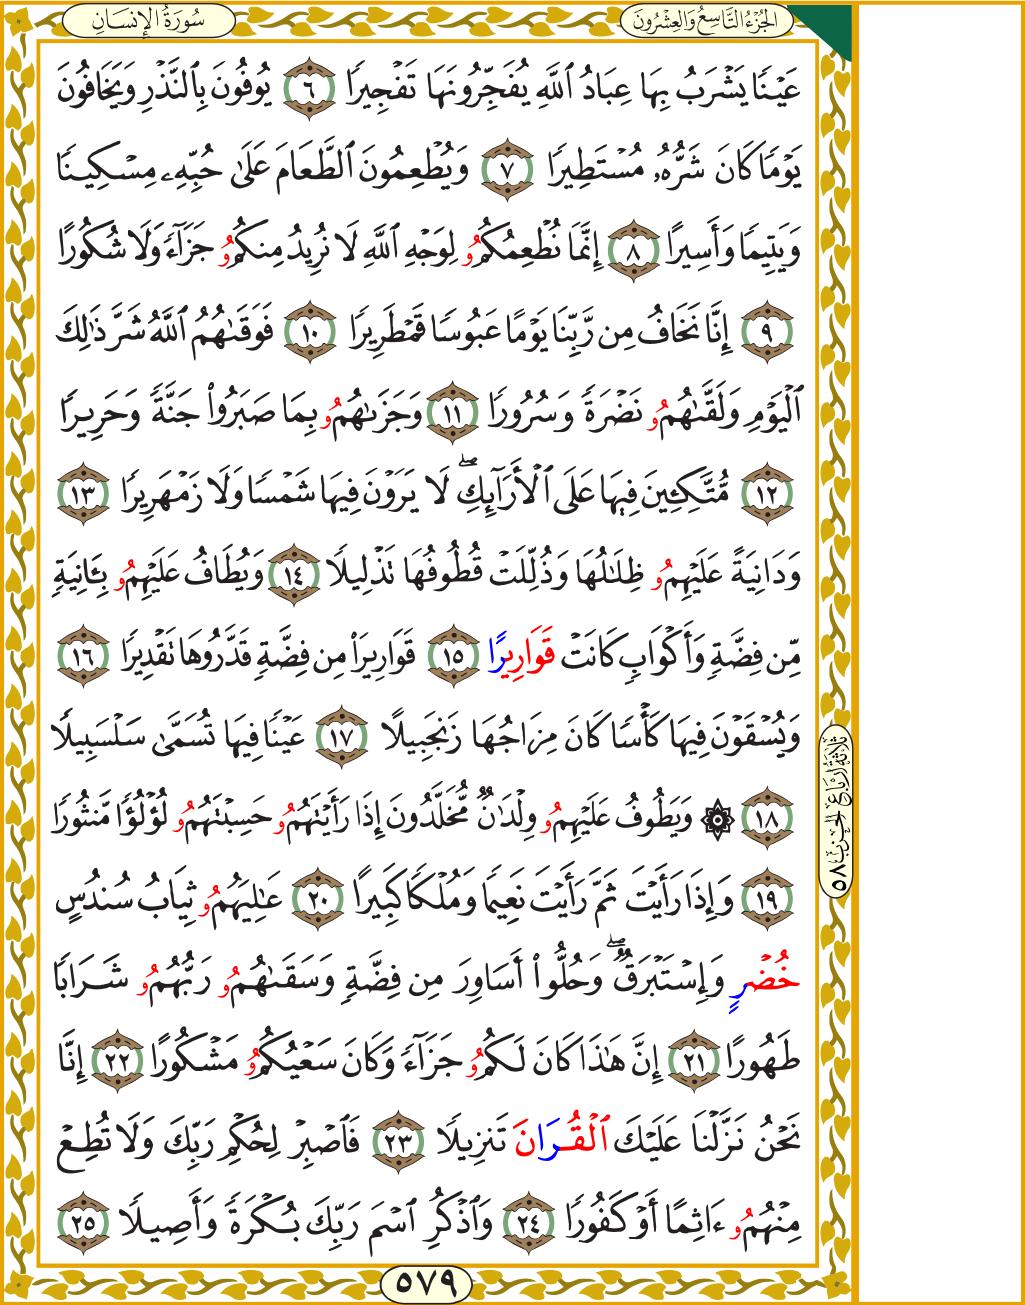 الجُزْءُ التَّاسِعُ وَالعِشْرُونَ
سُورَةُ الإِنسَانِ
عَيْنٗا يَشْرَبُ بِهَا عِبَادُ ٱللَّهِ يُفَجِّرُونَهَا تَفْجِيرٗا ٦ يُوفُونَ بِٱلنَّذْرِ وَيَخَافُونَ
يَوْمٗا كَانَ شَرُّهُۥ مُسْتَطِيرٗا ٧ وَيُطْعِمُونَ ٱلطَّعَامَ عَلَىٰ حُبِّهِۦ مِسْكِينٗا
وَيَتِيمٗا وَأَسِيرًا ٨ إِنَّمَا نُطْعِمُكُمُۥ لِوَجْهِ ٱللَّهِ لَا نُرِيدُ مِنكُمُۥ جَزَآءٗ وَلَا شُكُورًا
٩ إِنَّا نَخَافُ مِن رَّبِّنَا يَوْمًا عَبُوسٗا قَمْطَرِيرٗا ١٠ فَوَقَىٰهُمُ ٱللَّهُ شَرَّ ذَٰلِكَ
ٱلْيَوْمِ وَلَقَّىٰهُمُۥ نَضْرَةٗ وَسُرُورٗا ١١ وَجَزَىٰهُمُۥ بِمَا صَبَرُواْ جَنَّةٗ وَحَرِيرٗا
١٢ مُّتَّكِـِٔينَ فِيهَا عَلَى ٱلْأَرَآئِكِۖ لَا يَرَوْنَ فِيهَا شَمْسٗا وَلَا زَمْهَرِيرٗا ١٣
وَدَانِيَةً عَلَيْهِمُۥ ظِلَٰلُهَا وَذُلِّلَتْ قُطُوفُهَا تَذْلِيلٗا ١٤ وَيُطَافُ عَلَيْهِمُۥ بِـَٔانِيَةٖ
مِّن فِضَّةٖ وَأَكْوَابٖ كَانَتْ قَوَارِيرًا ١٥ قَوَارِيرَاْ مِن فِضَّةٖ قَدَّرُوهَا تَقْدِيرٗا ١٦
وَيُسْقَوْنَ فِيهَا كَأْسٗا كَانَ مِزَاجُهَا زَنجَبِيلًا ١٧ عَيْنٗا فِيهَا تُسَمَّىٰ سَلْسَبِيلٗا
١٨ ۞ وَيَطُوفُ عَلَيْهِمُۥ وِلْدَٰنٞ مُّخَلَّدُونَ إِذَا رَأَيْتَهُمُۥ حَسِبْتَهُمُۥ لُؤْلُؤٗا مَّنثُورٗا
١٩ وَإِذَا رَأَيْتَ ثَمَّ رَأَيْتَ نَعِيمٗا وَمُلْكٗا كَبِيرًا ٢٠ عَٰلِيَهُمُۥ ثِيَابُ سُندُسٍ
خُضْرٍ وَإِسْتَبْرَقٞۖ وَحُلُّوٓاْ أَسَاوِرَ مِن فِضَّةٖ وَسَقَىٰهُمُۥ رَبُّهُمُۥ شَرَابٗا
طَهُورًا ٢١ إِنَّ هَٰذَا كَانَ لَكُمُۥ جَزَآءٗ وَكَانَ سَعْيُكُمُۥ مَشْكُورًا ٢٢ إِنَّا
نَحْنُ نَزَّلْنَا عَلَيْكَ ٱلْقُرَانَ تَنزِيلٗا ٢٣ فَٱصْبِرْ لِحُكْمِ رَبِّكَ وَلَا تُطِعْ
مِنْهُمُۥ ءَاثِمًا أَوْ كَفُورٗا ٢٤ وَٱذْكُرِ ٱسْمَ رَبِّكَ بُكْرَةٗ وَأَصِيلٗا ٢٥
ثلاثة أرباع الحزب ٥٨
٥٧٩